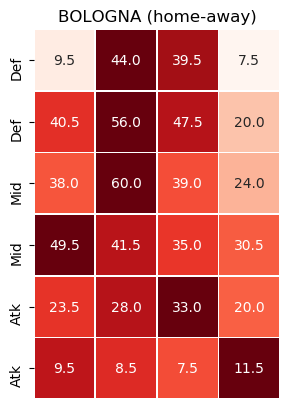 BOLOGNA (home-away)
Def 9.5 44.0 39.5 7.5
Def 40.5 56.0 47.5 20.0
Mid 38.0 60.0 39.0 24.0
Mid 49.5 41.5 35.0 30.5
Atk 23.5 28.0 33.0 20.0
Atk 9.5 8.5 7.5 11.5